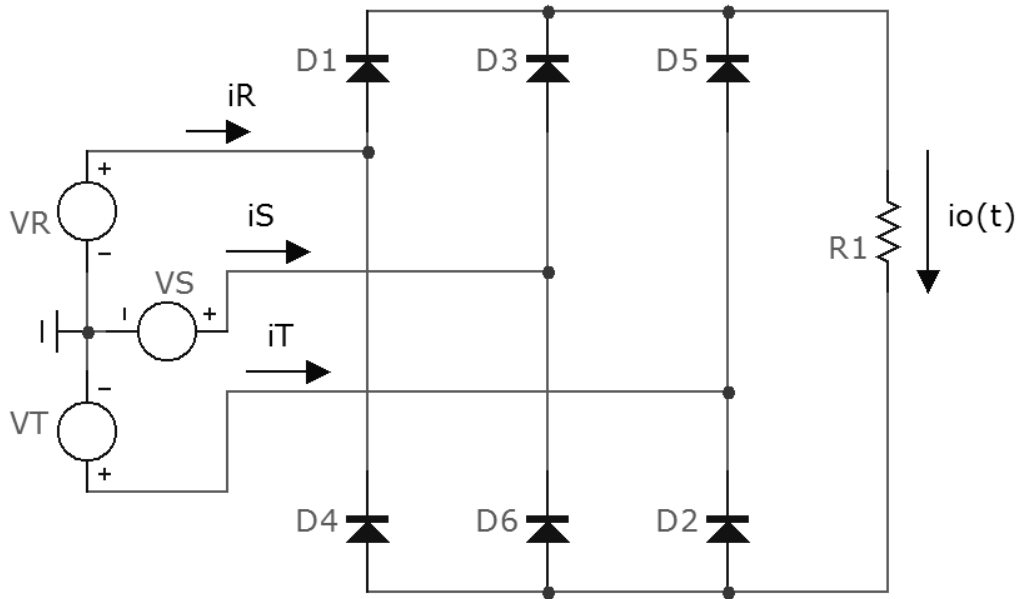 D1
D3
D5
iR
+
VR
-
iS
VS
- +
R1
io(t)
iT
-
VT
+
D4
D6
D2